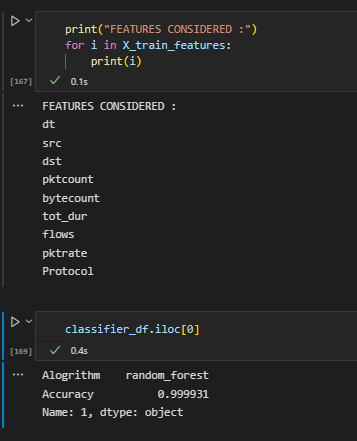 print("FEATURES CONSIDERED :")
for i in X_train_features:
    print(i)
[167]
0.1s
FEATURES CONSIDERED :
dt
src
dst
pktcount
bytecount
tot_dur
flows
pktrate
Protocol
classifier_df.iloc[0]
[169]
0.4s
Alogrithm    random_forest
Accuracy          0.999931
Name: 1, dtype: object